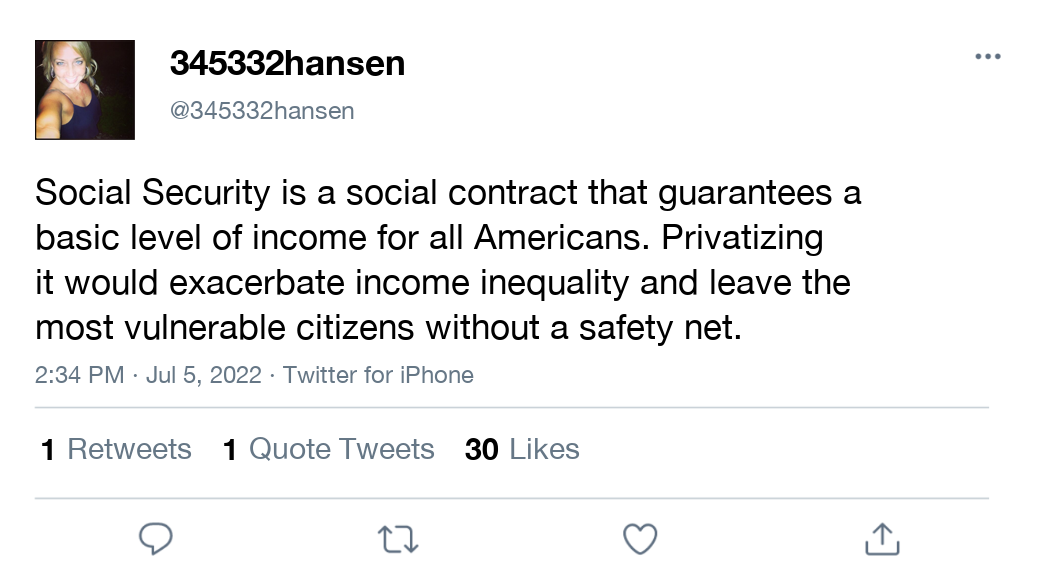 345332hansen
@345332hansen
Social Security is a social contract that guarantees a
basic level of income for all Americans. Privatizing
it would exacerbate income inequality and leave the
most vulnerable citizens without a safety net.
2:34 PM · Jul 5, 2022 · Twitter for iPhone
1 Retweets 1 Quote Tweets 30 Likes